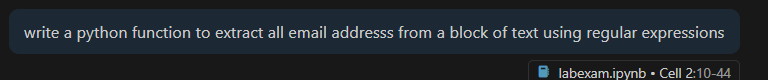 write a python function to extract all email addresss from a block of text using regular expressions
labexam.ipynb • Cell 2:10-44